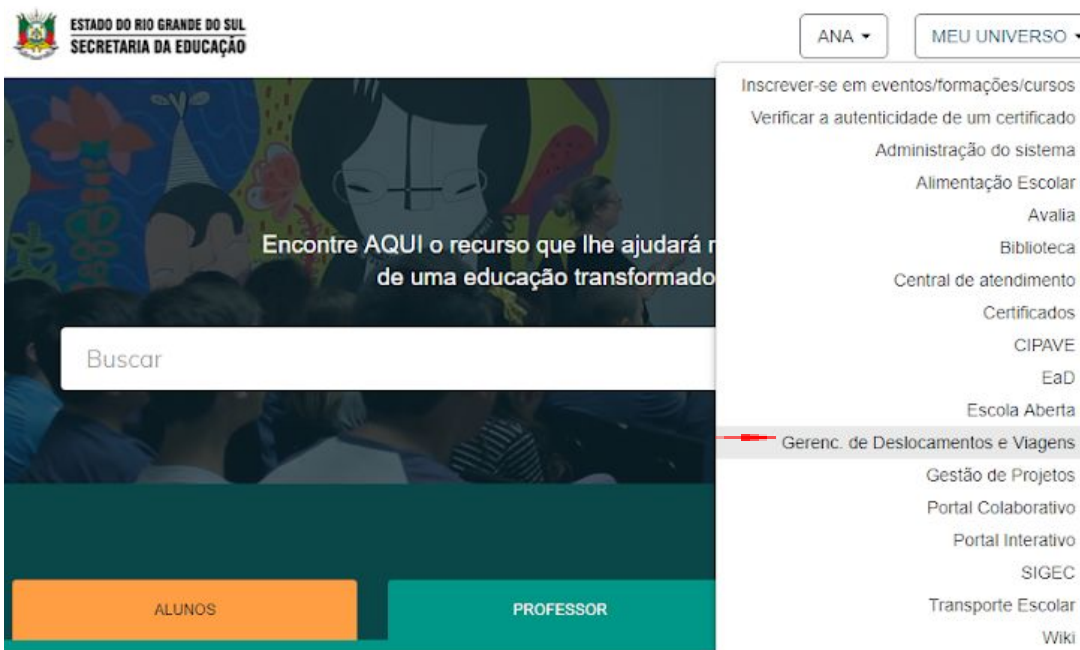 ESTADO DO RIO GRANDE DO SUL
SECRETARIA DA EDUCAÇÃO
ANA
MEU UNIVERSO
Inscrever-se em eventos/formações/cursos
Verificar a autenticidade de um certificado
Administração do sistema
Alimentação Escolar
Avalia
Biblioteca
Central de atendimento
Certificados
CIPAVE
EaD
Escola Aberta
Gerenc. de Deslocamentos e Viagens
Gestão de Projetos
Portal Colaborativo
Portal Interativo
SIGEC
Transporte Escolar
Wiki
Encontre AQUI o recurso que lhe ajudará
de uma educação transformado
Buscar
ALUNOS
PROFESSOR